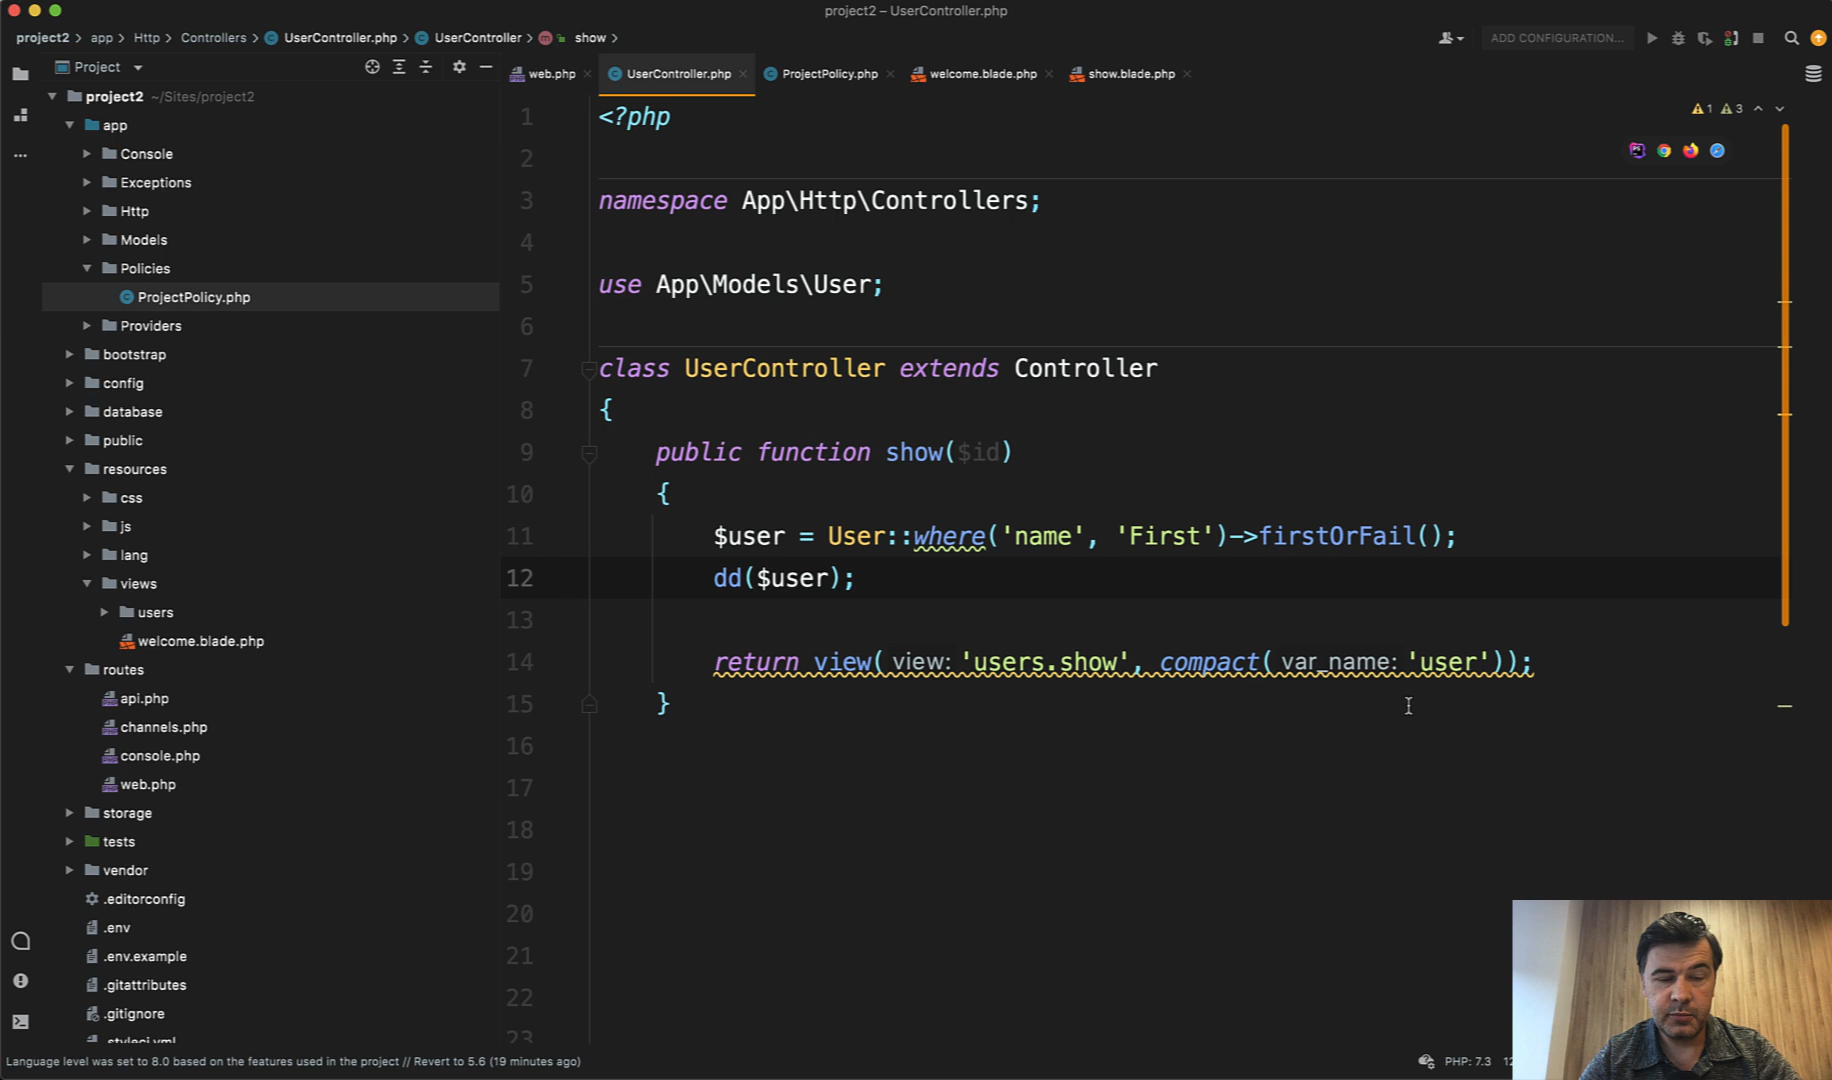 project2 – UserController.php
project2 > app > Http > Controllers > UserController.php > UserController > show >
ADD CONFIGURATION...
Project
web.php
UserController.php
ProjectPolicy.php
welcome.blade.php
show.blade.php
project2 ~/Sites/project2
app
Console
Exceptions
Http
Models
Policies
ProjectPolicy.php
Providers
bootstrap
config
database
public
resources
css
js
lang
views
users
welcome.blade.php
routes
api.php
channels.php
console.php
web.php
storage
tests
vendor
.editorconfig
.env
.env.example
.gitattributes
.gitignore
.styleci.yml
1 3
1 <?php
2
3 namespace App\Http\Controllers;
4
5 use App\Models\User;
6
7 class UserController extends Controller
8 {
9 public function show($id)
10 {
11 $user = User::where('name', 'First')->firstOrFail();
12 dd($user);
13
14 return view( view: 'users.show', compact( var_name: 'user'));
15 }
16
17
18
19
20
21
22
23
Language level was set to 8.0 based on the features used in the project // Revert to 5.6 (19 minutes ago)
PHP: 7.3